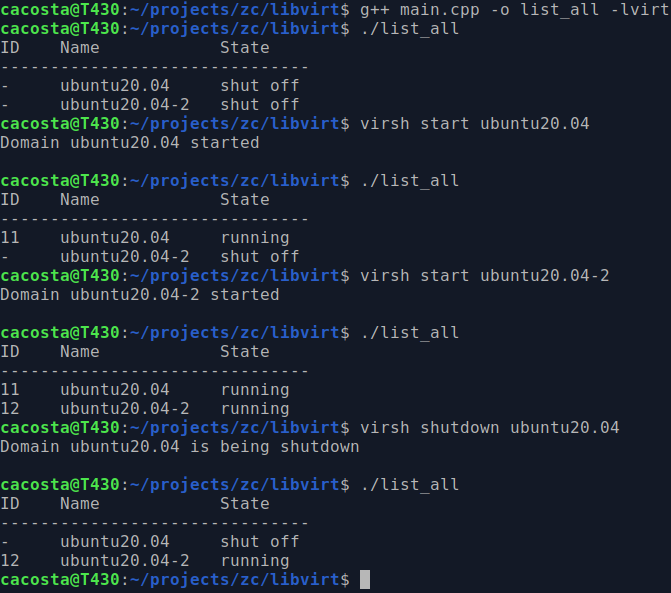 cacosta@T430:~/projects/zc/libvirt$ g++ main.cpp -o list_all -lvirt
cacosta@T430:~/projects/zc/libvirt$ ./list_all
ID    Name            State
-------------------------------
-     ubuntu20.04     shut off
-     ubuntu20.04-2   shut off
cacosta@T430:~/projects/zc/libvirt$ virsh start ubuntu20.04
Domain ubuntu20.04 started

cacosta@T430:~/projects/zc/libvirt$ ./list_all
ID    Name            State
-------------------------------
11    ubuntu20.04     running
-     ubuntu20.04-2   shut off
cacosta@T430:~/projects/zc/libvirt$ virsh start ubuntu20.04-2
Domain ubuntu20.04-2 started

cacosta@T430:~/projects/zc/libvirt$ ./list_all
ID    Name            State
-------------------------------
11    ubuntu20.04     running
12    ubuntu20.04-2   running
cacosta@T430:~/projects/zc/libvirt$ virsh shutdown ubuntu20.04
Domain ubuntu20.04 is being shutdown

cacosta@T430:~/projects/zc/libvirt$ ./list_all
ID    Name            State
-------------------------------
-     ubuntu20.04     shut off
12    ubuntu20.04-2   running
cacosta@T430:~/projects/zc/libvirt$